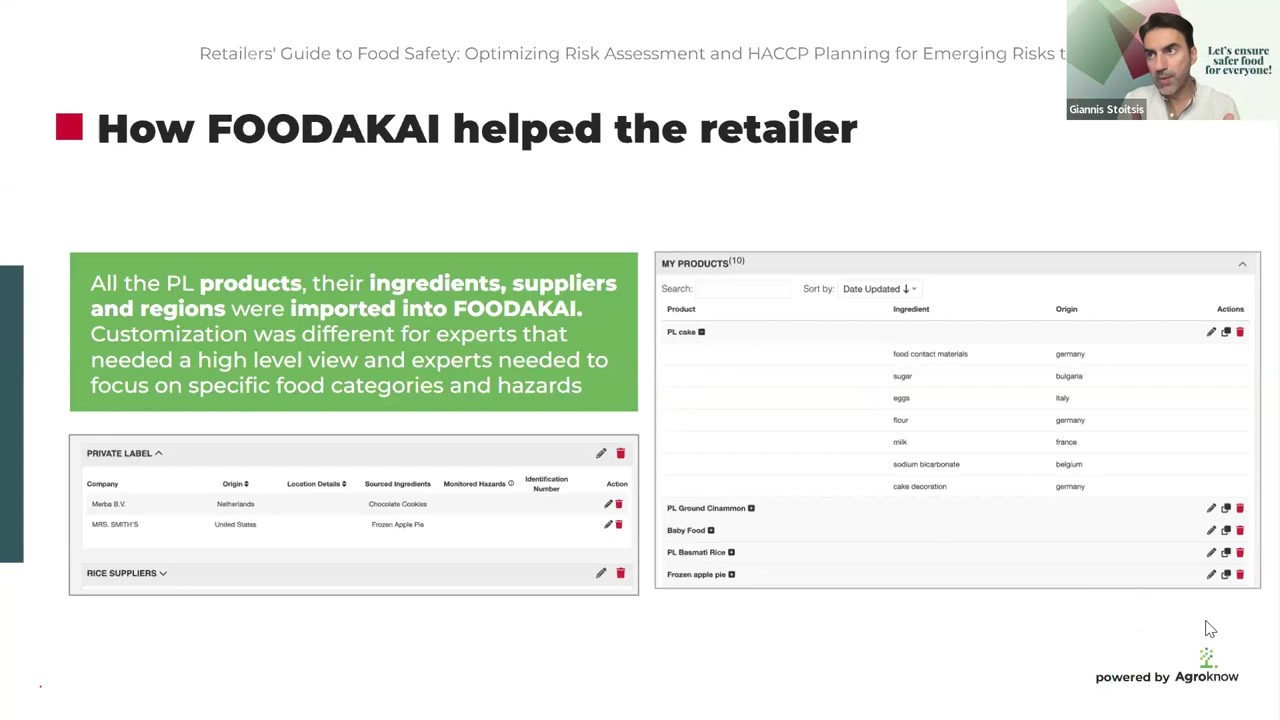 Retailers' Guide to Food Safety: Optimizing Risk Assessment and HACCP Planning for Emerging Risks t
Let's ensure
safer food
for everyone!
Giannis Stoitsis
How FOODAKAI helped the retailer
All the PL products, their ingredients, suppliers
and regions were imported into FOODAKAI.
Customization was different for experts that
needed a high level view and experts needed to
focus on specific food categories and hazards
PRIVATE LABEL
Company Origin Location Details Sourced Ingredients Monitored Hazards Identification Number Action
Merba B.V. Netherlands Chocolate Cookies
MRS. SMITH'S United States Frozen Apple Pie
RICE SUPPLIERS
MY PRODUCTS(10)
Search: Sort by: Date Updated
Product Ingredient Origin Actions
PL cake
food contact materials germany
sugar bulgaria
eggs italy
flour germany
milk france
sodium bicarbonate belgium
cake decoration germany
PL Ground Cinammon
Baby Food
PL Basmati Rice
Frozen apple pie
powered by Agroknow